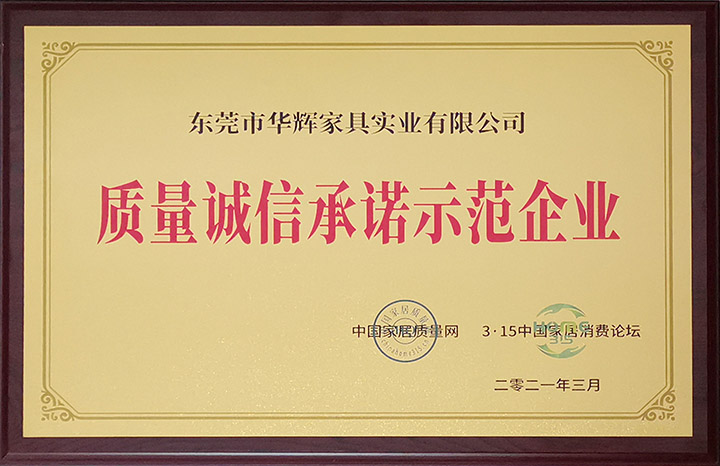 东莞市华辉家具实业有限公司
质量诚信承诺示范企业
中国家居质量网 3·15中国家居消费论坛
HOME
315
二零二一年三月